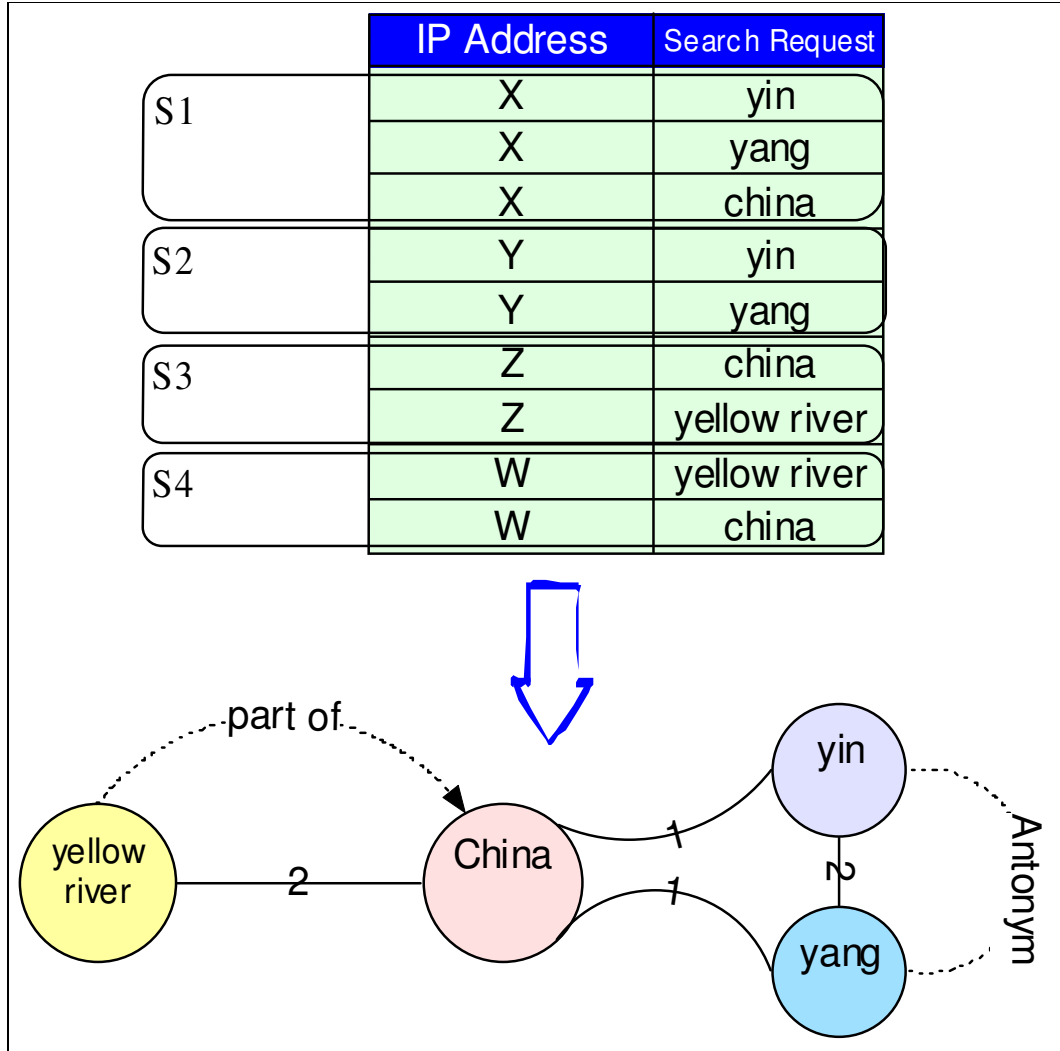 IP Address Search Request
S1 X yin
X yang
X china
S2 Y yin
Y yang
S3 Z china
Z yellow river
S4 W yellow river
W china
part of
yin
yellow
river
2
China
1
1
2
yang
Antonym